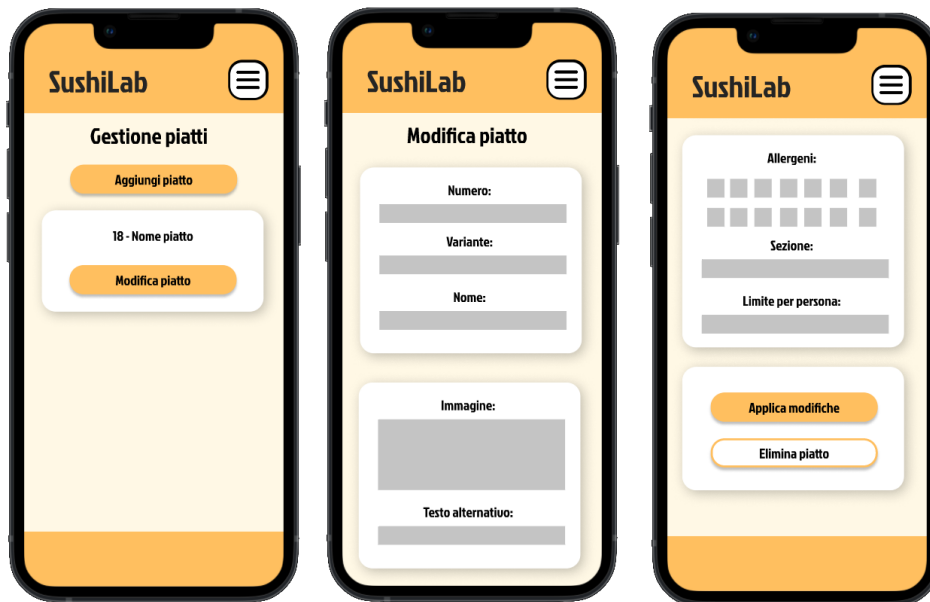 SushiLab
Gestione piatti
Aggiungi piatto
18 - Nome piatto
Modifica piatto
SushiLab
Modifica piatto
Numero:
Variante:
Nome:
Immagine:
Testo alternativo:
SushiLab
Allergeni:
Sezione:
Limite per persona:
Applica modifiche
Elimina piatto